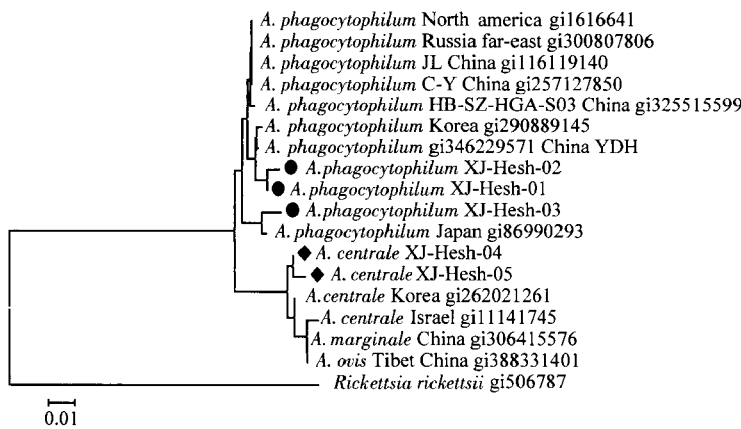 A. phagocytophilum North america gi1616641
A. phagocytophilum Russia far-east gi300807806
A. phagocytophilum JL China gi116119140
A. phagocytophilum C-Y China gi257127850
A. phagocytophilum HB-SZ-HGA-S03 China gi325515599
A. phagocytophilum Korea gi290889145
A. phagocytophilum gi346229571 China YDH
A.phagocytophilum XJ-Hesh-02
A.phagocytophilum XJ-Hesh-01
A.phagocytophilum XJ-Hesh-03
A.phagocytophilum Japan gi86990293
A. centrale XJ-Hesh-04
A. centrale XJ-Hesh-05
A.centrale Korea gi262021261
A. centrale Israel gi11141745
A. marginale China gi306415576
A. ovis Tibet China gi388331401
Rickettsia rickettsii gi506787
0.01